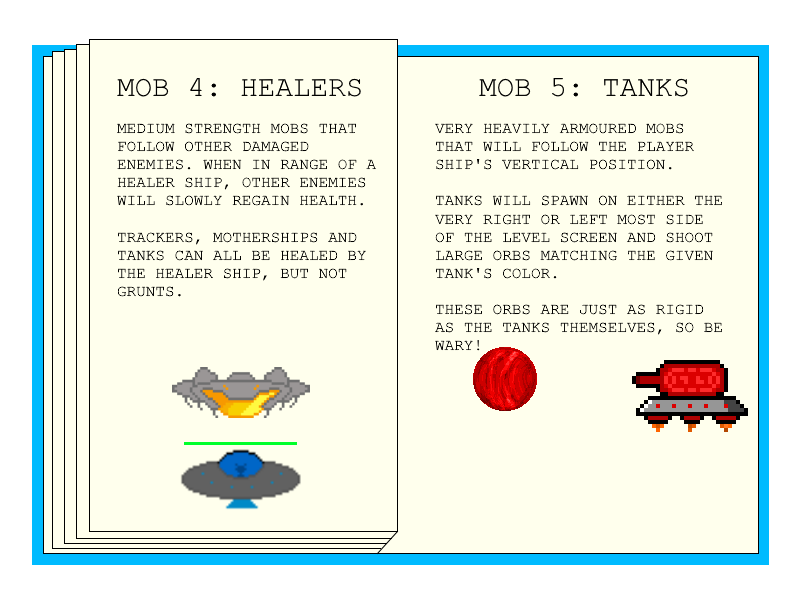 MOB 4: HEALERS
MEDIUM STRENGTH MOBS THAT
FOLLOW OTHER DAMAGED
ENEMIES. WHEN IN RANGE OF A
HEALER SHIP, OTHER ENEMIES
WILL SLOWLY REGAIN HEALTH.
TRACKERS, MOTHERSHIPS AND
TANKS CAN ALL BE HEALED BY
THE HEALER SHIP, BUT NOT
GRUNTS.
MOB 5: TANKS
VERY HEAVILY ARMOURED MOBS
THAT WILL FOLLOW THE PLAYER
SHIP'S VERTICAL POSITION.
TANKS WILL SPAWN ON EITHER THE
VERY RIGHT OR LEFT MOST SIDE
OF THE LEVEL SCREEN AND SHOOT
LARGE ORBS MATCHING THE GIVEN
TANK'S COLOR.
THESE ORBS ARE JUST AS RIGID
AS THE TANKS THEMSELVES, SO BE
WARY!